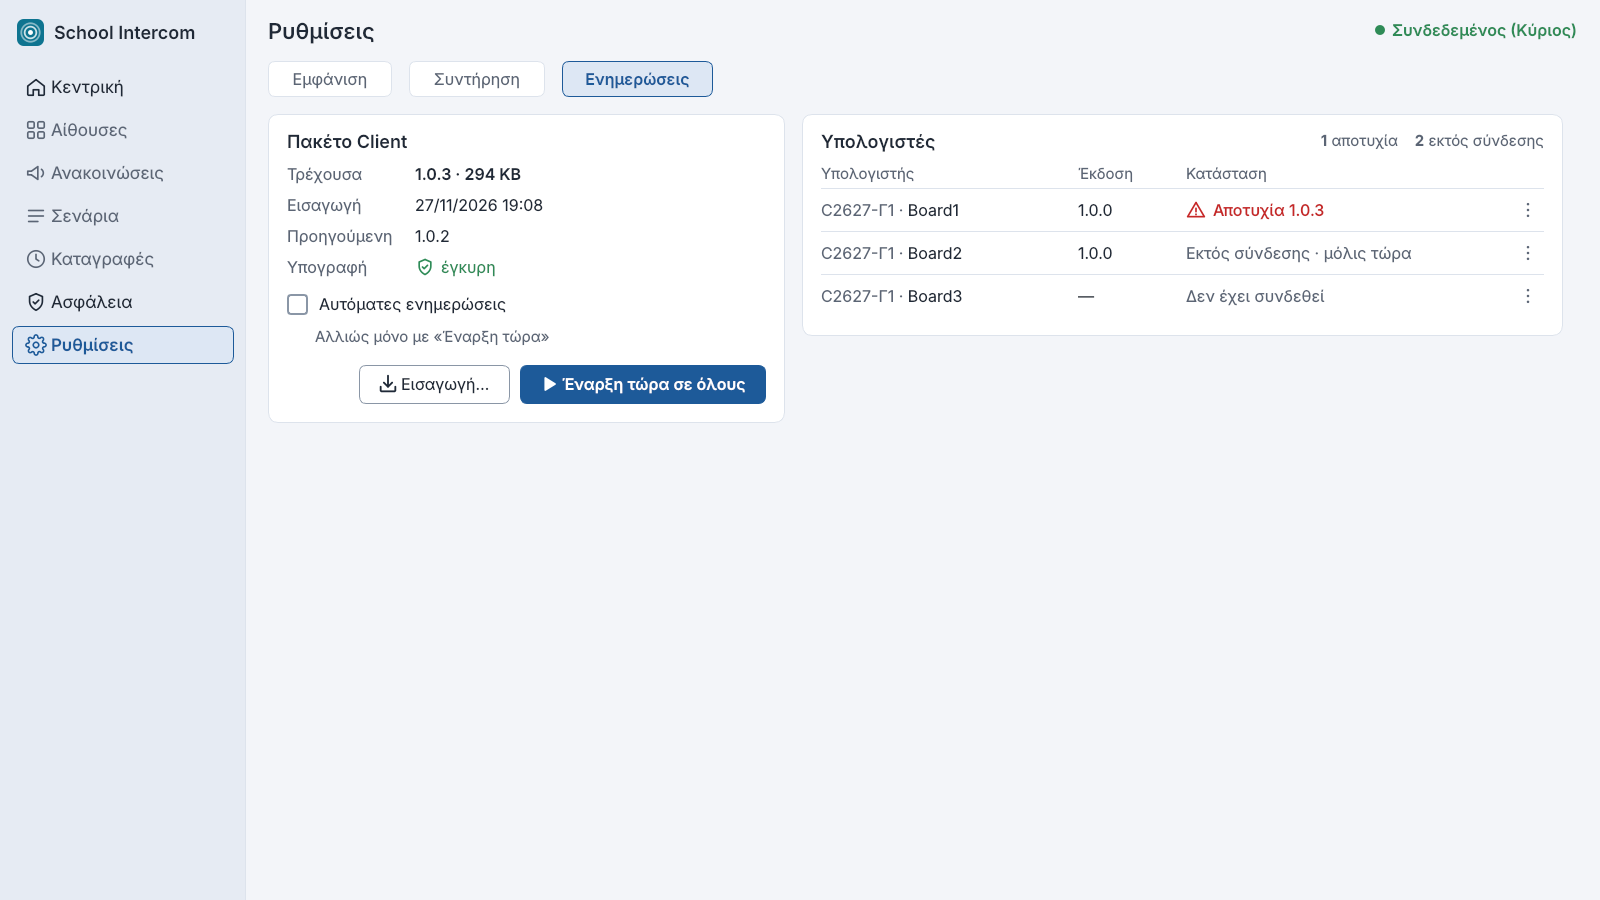 School Intercom
Κεντρική
Αίθουσες
Ανακοινώσεις
Σενάρια
Καταγραφές
Ασφάλεια
Ρυθμίσεις
Ρυθμίσεις
Συνδεδεμένος (Κύριος)
Εμφάνιση
Συντήρηση
Ενημερώσεις
Πακέτο Client
Τρέχουσα 1.0.3 · 294 KB
Εισαγωγή 27/11/2026 19:08
Προηγούμενη 1.0.2
Υπογραφή έγκυρη
Αυτόματες ενημερώσεις
Αλλιώς μόνο με «Έναρξη τώρα»
Εισαγωγή...
Έναρξη τώρα σε όλους
Υπολογιστές 1 αποτυχία 2 εκτός σύνδεσης
Υπολογιστής Έκδοση Κατάσταση
C2627-Γ1 · Board1 1.0.0 Αποτυχία 1.0.3
C2627-Γ1 · Board2 1.0.0 Εκτός σύνδεσης · μόλις τώρα
C2627-Γ1 · Board3 — Δεν έχει συνδεθεί